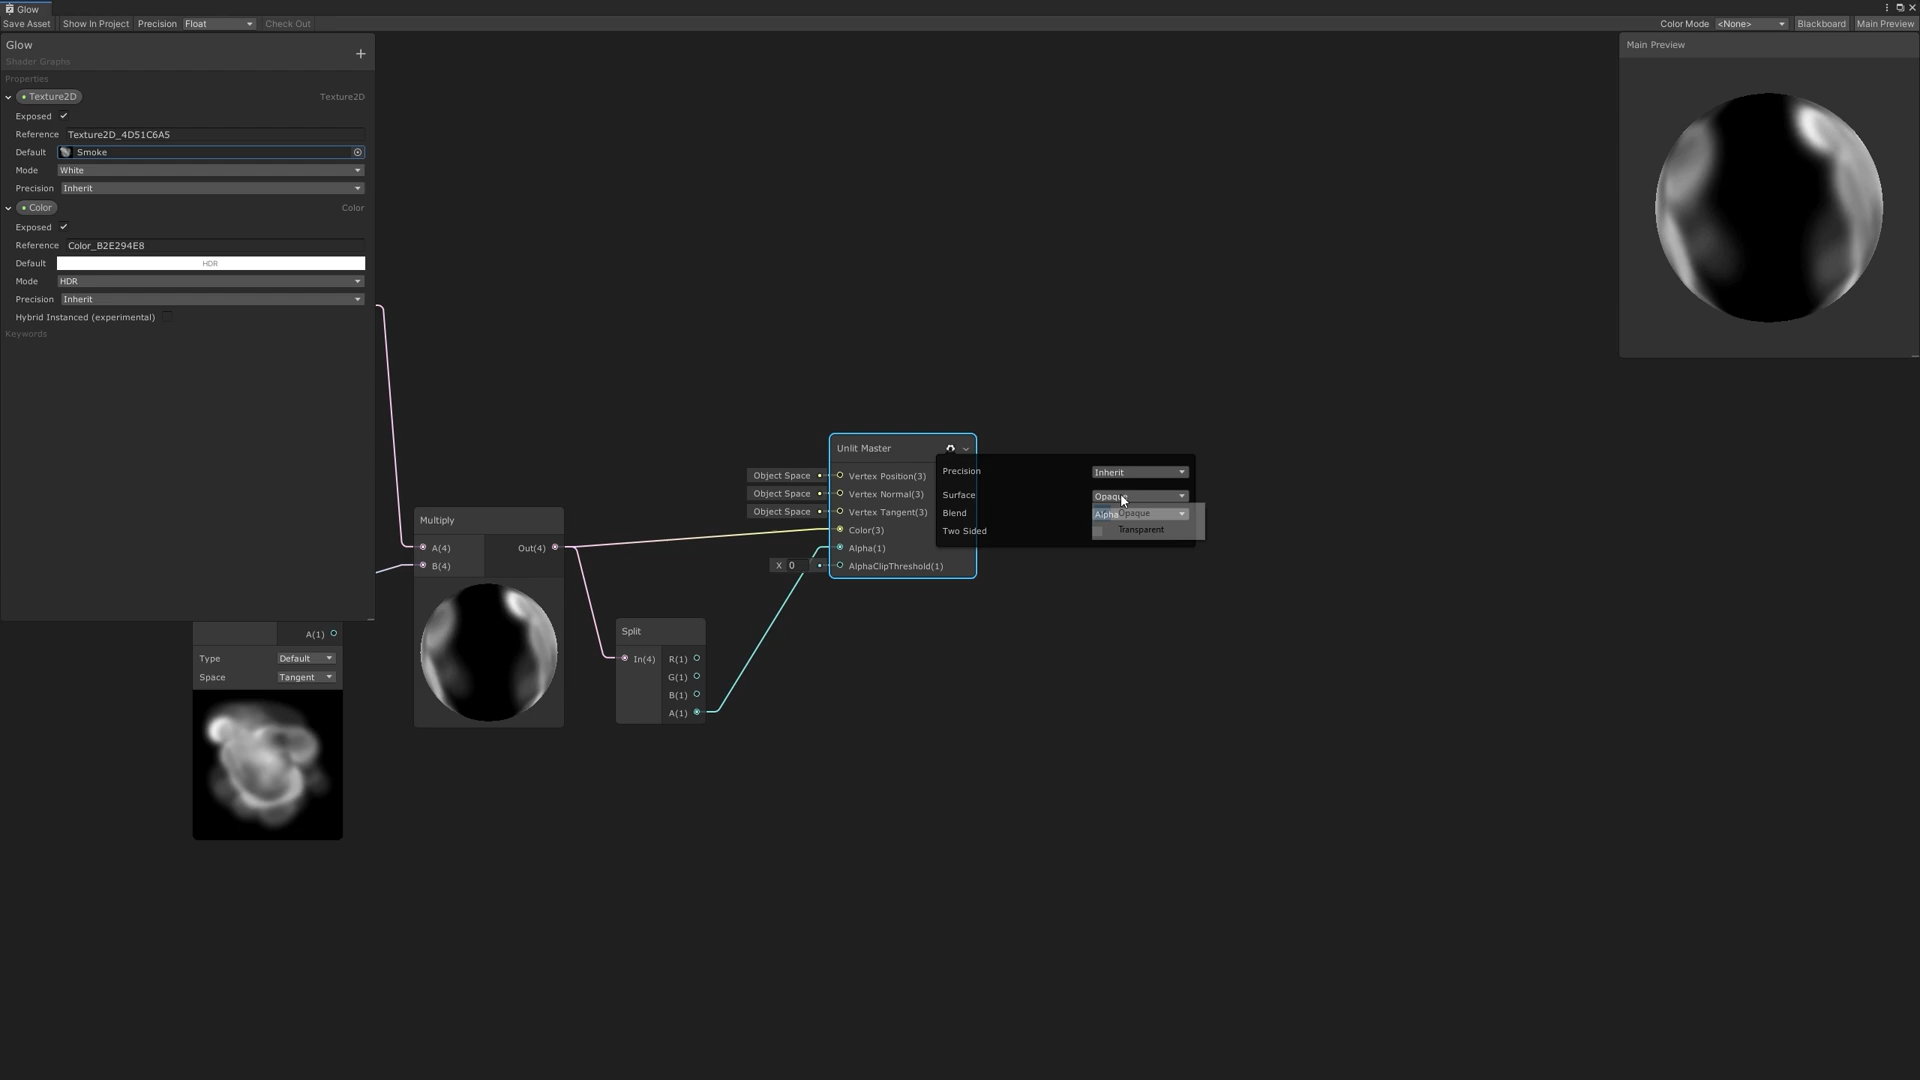 Glow
Save Asset Show In Project Precision Float Check Out Color Mode <None> Blackboard Main Preview
Glow
Shader Graphs
Properties
Texture2D Texture2D
Exposed
Reference Texture2D_4D51C6A5
Default Smoke
Mode White
Precision Inherit
Color Color
Exposed
Reference Color_B2E294E8
Default HDR
Mode HDR
Precision Inherit
Hybrid Instanced (experimental)
Keywords
A(1)
Type Default
Space Tangent
Multiply
A(4) Out(4)
B(4)
Split
In(4) R(1)
G(1)
B(1)
A(1)
Unlit Master
Object Space Vertex Position(3)
Object Space Vertex Normal(3)
Object Space Vertex Tangent(3)
Color(3)
Alpha(1)
X 0 AlphaClipThreshold(1)
Precision Inherit
Surface Opaque
Blend Alpha Opaque
Two Sided Transparent
Main Preview